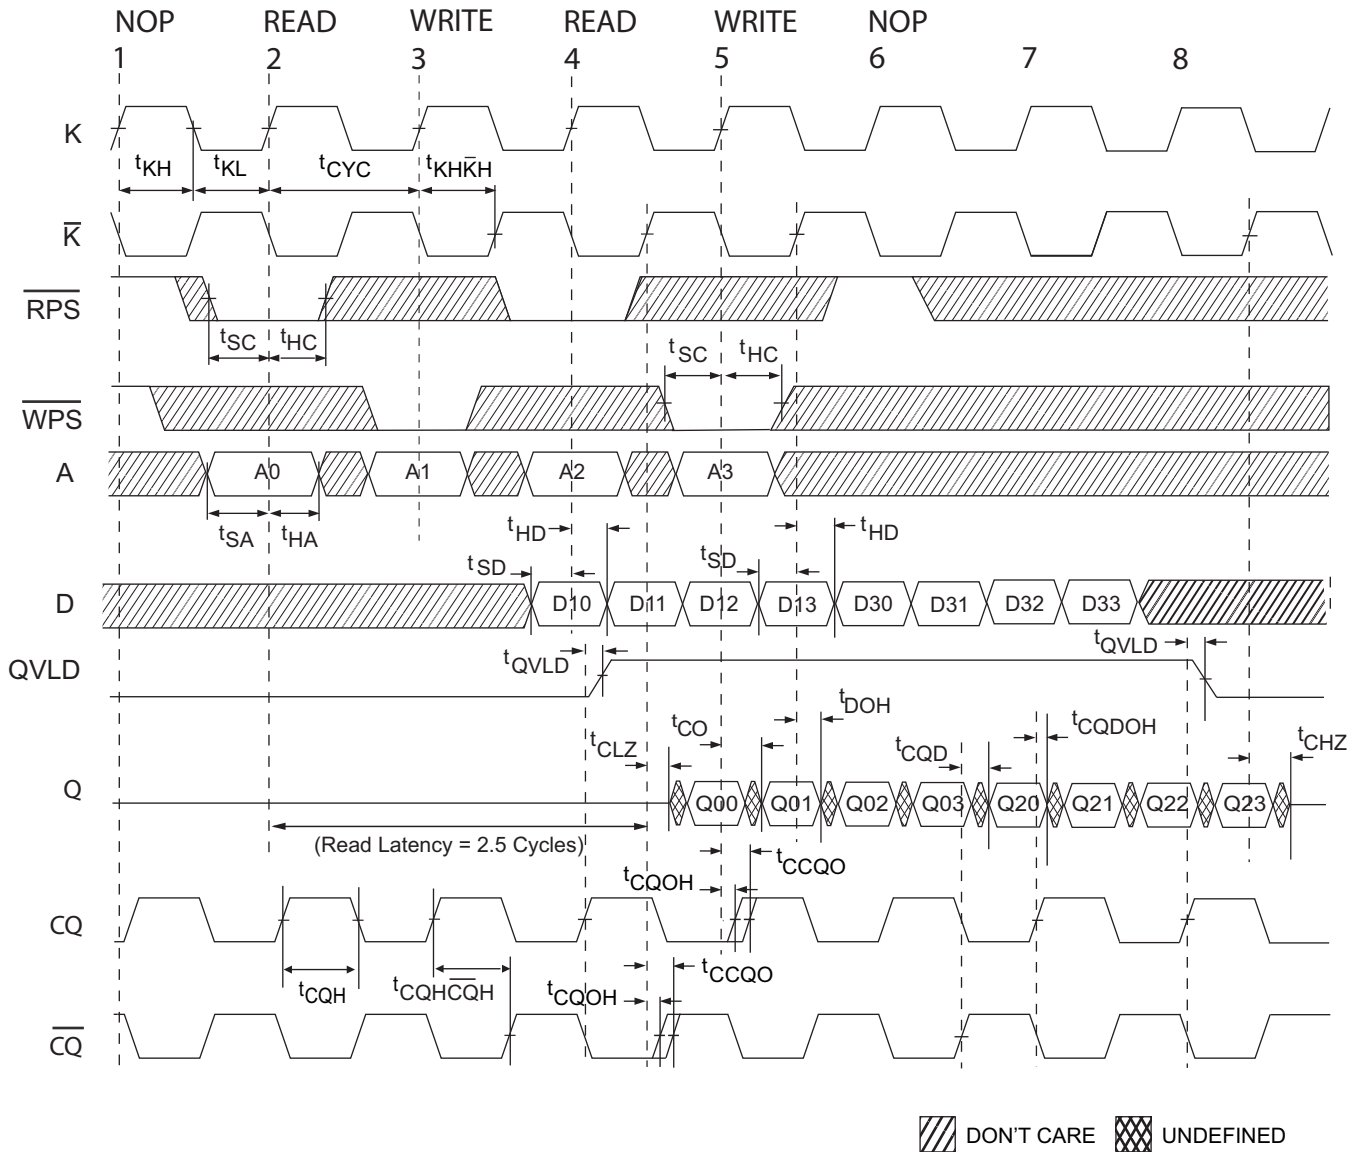 NOP READ WRITE READ WRITE NOP
1 2 3 4 5 6 7 8
K
tKH tKL tCYC tKHK̅H
K̅
R̅P̅S̅
tSC tHC tSC tHC
W̅P̅S̅
A A0 A1 A2 A3
tSA tHA tHD tHD
tSD tSD
D D10 D11 D12 D13 D30 D31 D32 D33
tQVLD tQVLD
QVLD
tDOH
tCO tCQDOH
tCLZ tCQD tCHZ
Q Q00 Q01 Q02 Q03 Q20 Q21 Q22 Q23
(Read Latency = 2.5 Cycles)
tCCQO
tCQOH
CQ
tCCQO
tCQH tCQHC̅Q̅H tCQOH
C̅Q̅
DON'T CARE UNDEFINED